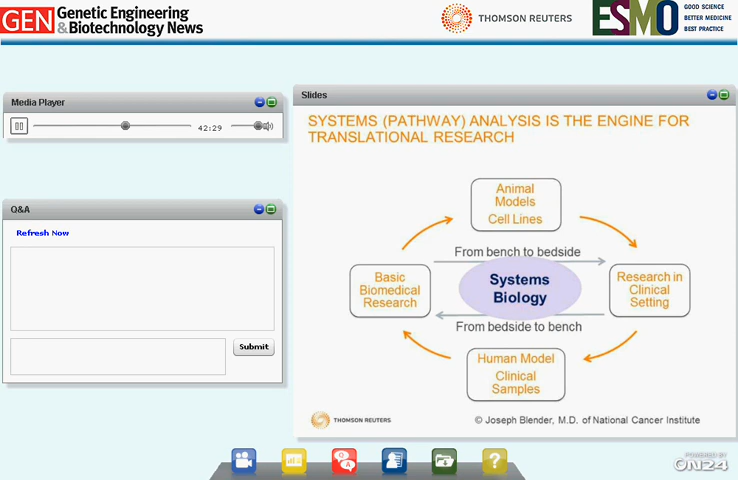 GEN Genetic Engineering
&Biotechnology News
THOMSON REUTERS
ESMO
GOOD SCIENCE
BETTER MEDICINE
BEST PRACTICE
Media Player
42:29
Q&A
Refresh Now
Submit
Slides
SYSTEMS (PATHWAY) ANALYSIS IS THE ENGINE FOR
TRANSLATIONAL RESEARCH
Animal
Models
Cell Lines
From bench to bedside
Basic
Biomedical
Research
Systems
Biology
Research in
Clinical
Setting
From bedside to bench
Human Model
Clinical
Samples
THOMSON REUTERS
© Joseph Blender, M.D. of National Cancer Institute
Q
A
?
POWERED BY
ON24